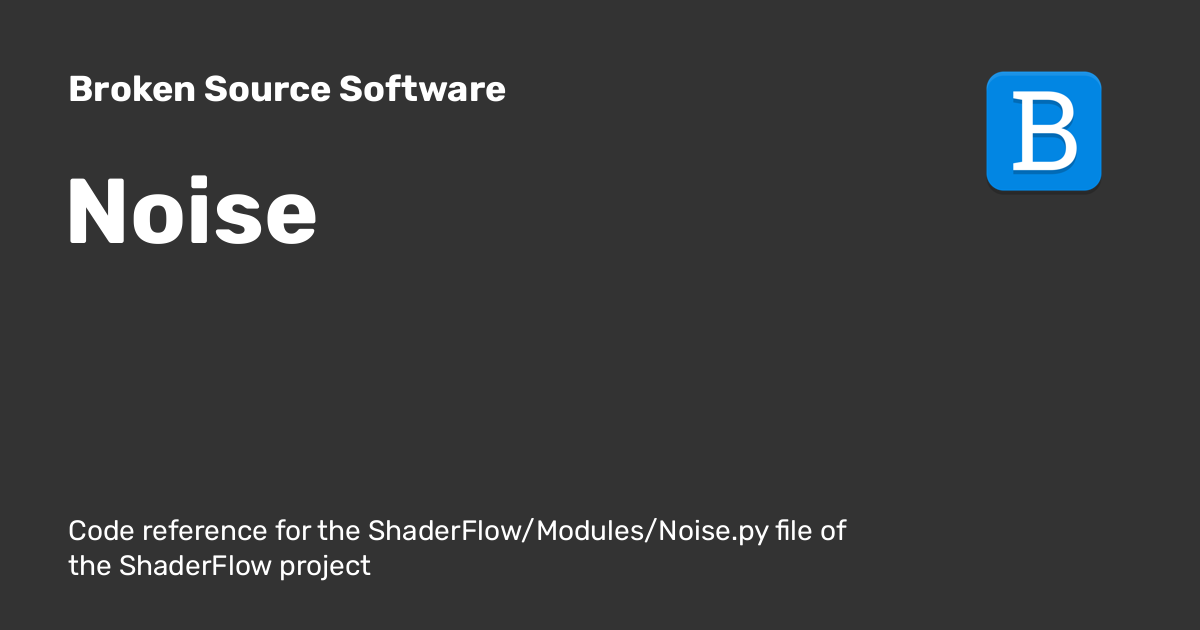 Broken Source Software
B
Noise
Code reference for the ShaderFlow/Modules/Noise.py file of
the ShaderFlow project